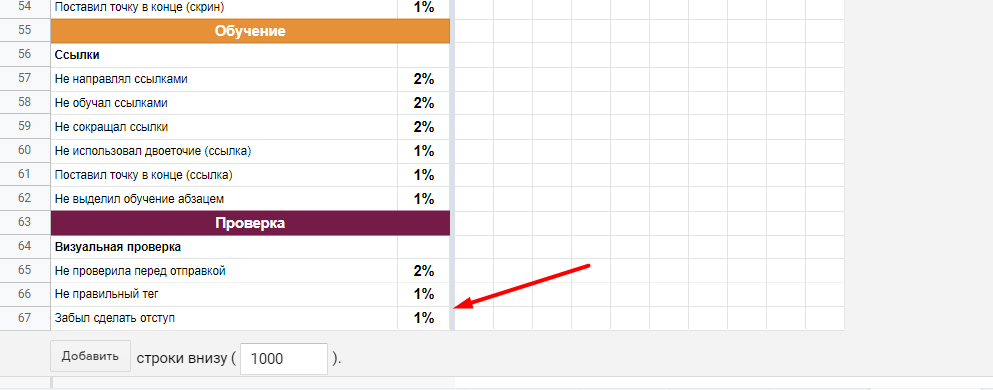 54 Поставил точку в конце (скрин) 1%
55 Обучение
56 Ссылки
57 Не направлял ссылками 2%
58 Не обучал ссылками 2%
59 Не сокращал ссылки 2%
60 Не использовал двоеточие (ссылка) 1%
61 Поставил точку в конце (ссылка) 1%
62 Не выделил обучение абзацем 1%
63 Проверка
64 Визуальная проверка
65 Не проверила перед отправкой 2%
66 Не правильный тег 1%
67 Забыл сделать отступ 1%
Добавить строки внизу ( 1000 ).